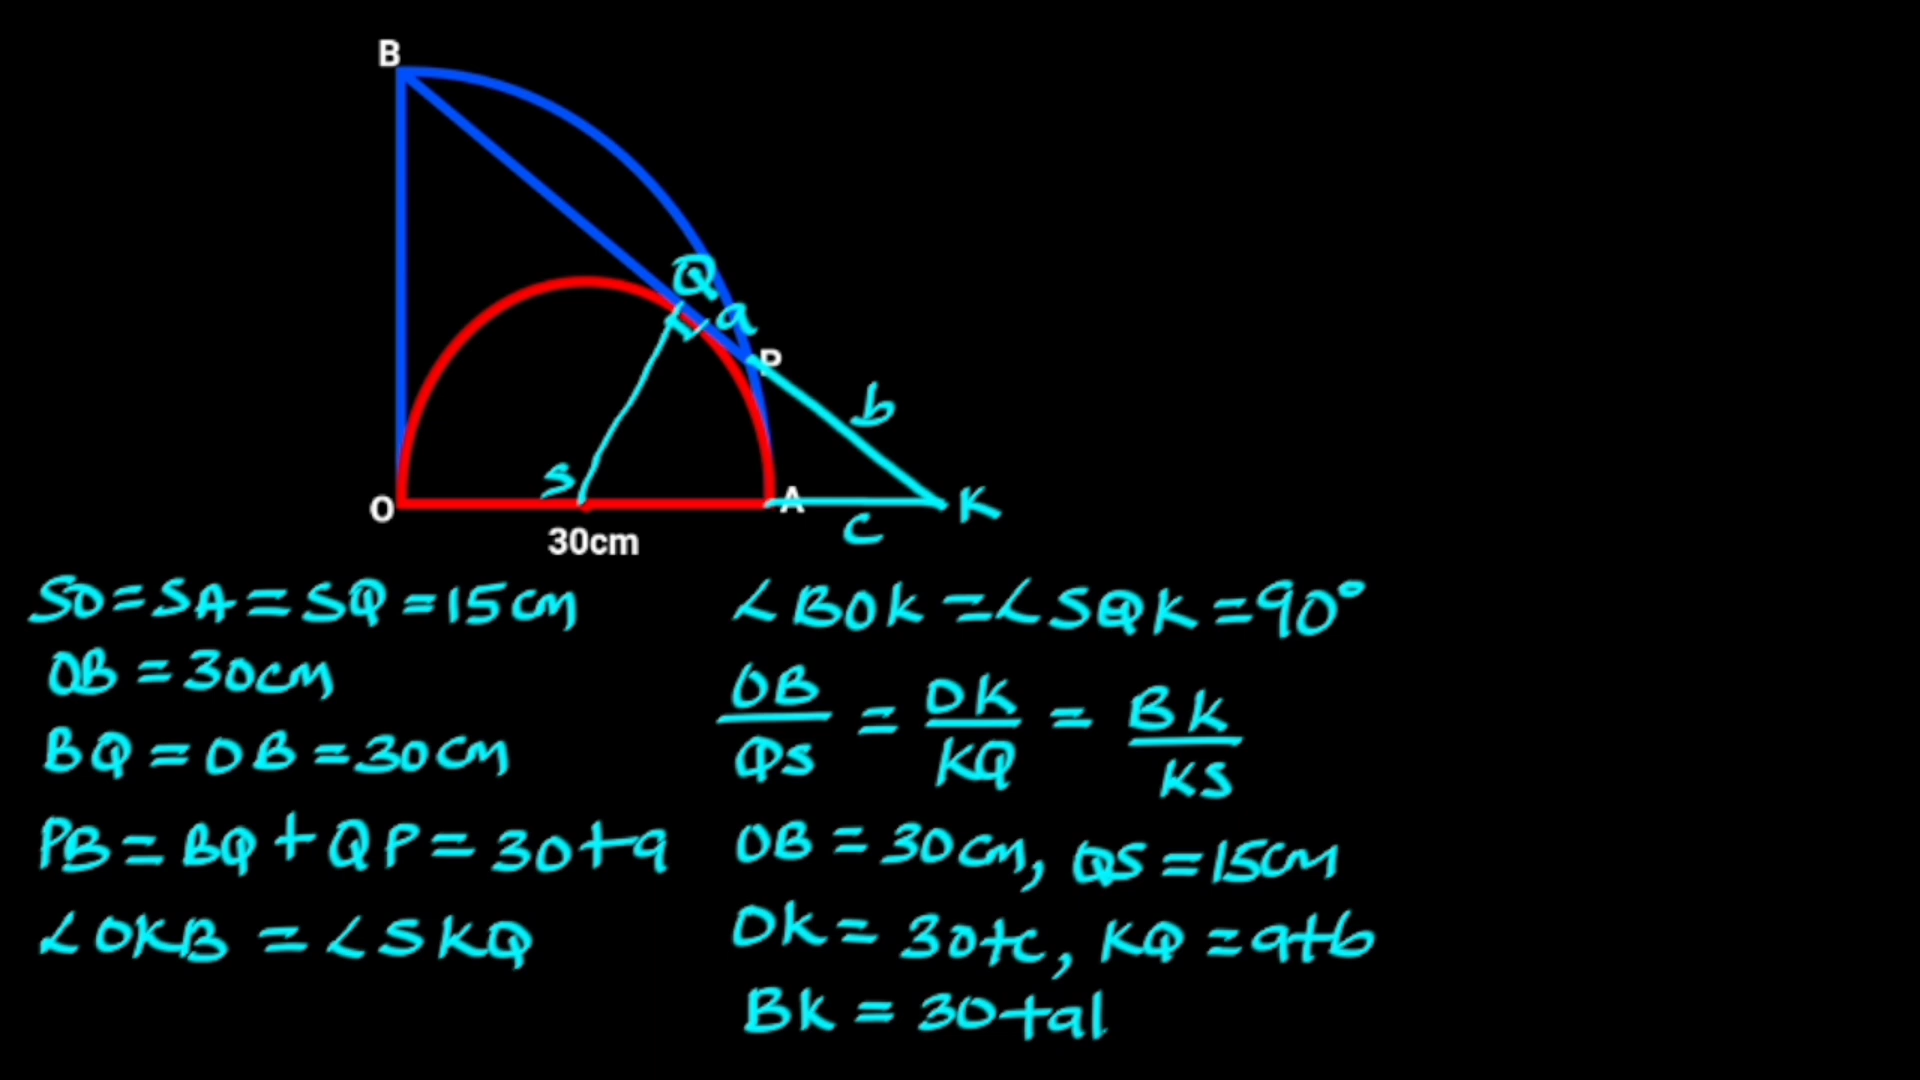 B
Q
a
P
b
S
O
A
K
c
30cm
SO=SA=SQ=15cm
OB=30cm
BQ=OB=30cm
PB=BQ+QP=30+a
∠OKB=∠SKQ
∠BOK=∠SQK=90°
OB/QS = OK/KQ = BK/KS
OB=30cm, QS=15cm
OK=30+c, KQ=a+b
BK=30+a